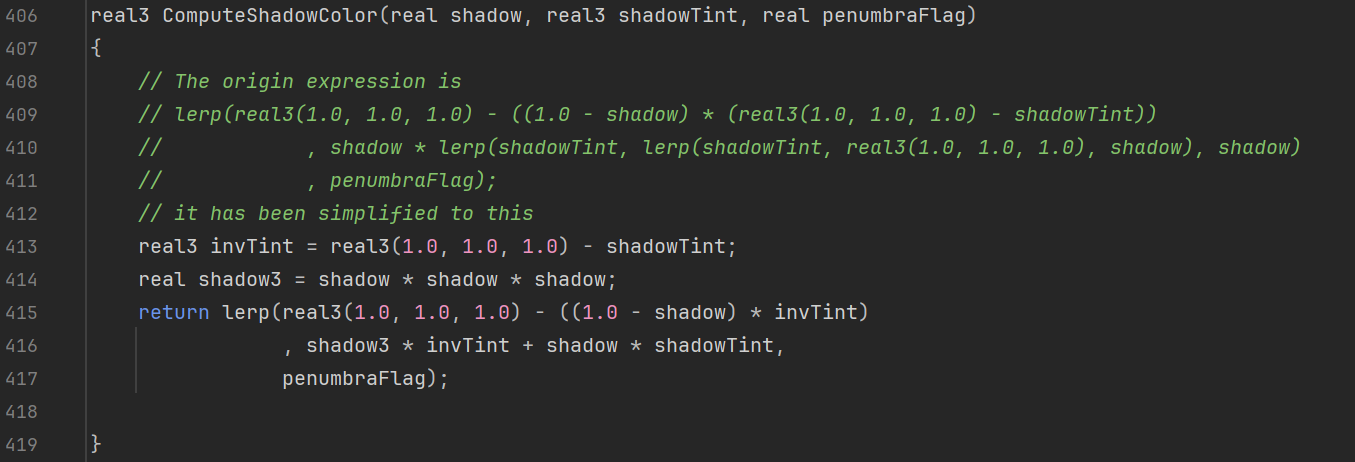 406 real3 ComputeShadowColor(real shadow, real3 shadowTint, real penumbraFlag)
407 {
408 // The origin expression is
409 // lerp(real3(1.0, 1.0, 1.0) - ((1.0 - shadow) * (real3(1.0, 1.0, 1.0) - shadowTint))
410 // , shadow * lerp(shadowTint, lerp(shadowTint, real3(1.0, 1.0, 1.0), shadow), shadow)
411 // , penumbraFlag);
412 // it has been simplified to this
413 real3 invTint = real3(1.0, 1.0, 1.0) - shadowTint;
414 real shadow3 = shadow * shadow * shadow;
415 return lerp(real3(1.0, 1.0, 1.0) - ((1.0 - shadow) * invTint)
416 , shadow3 * invTint + shadow * shadowTint,
417 penumbraFlag);
418
419 }